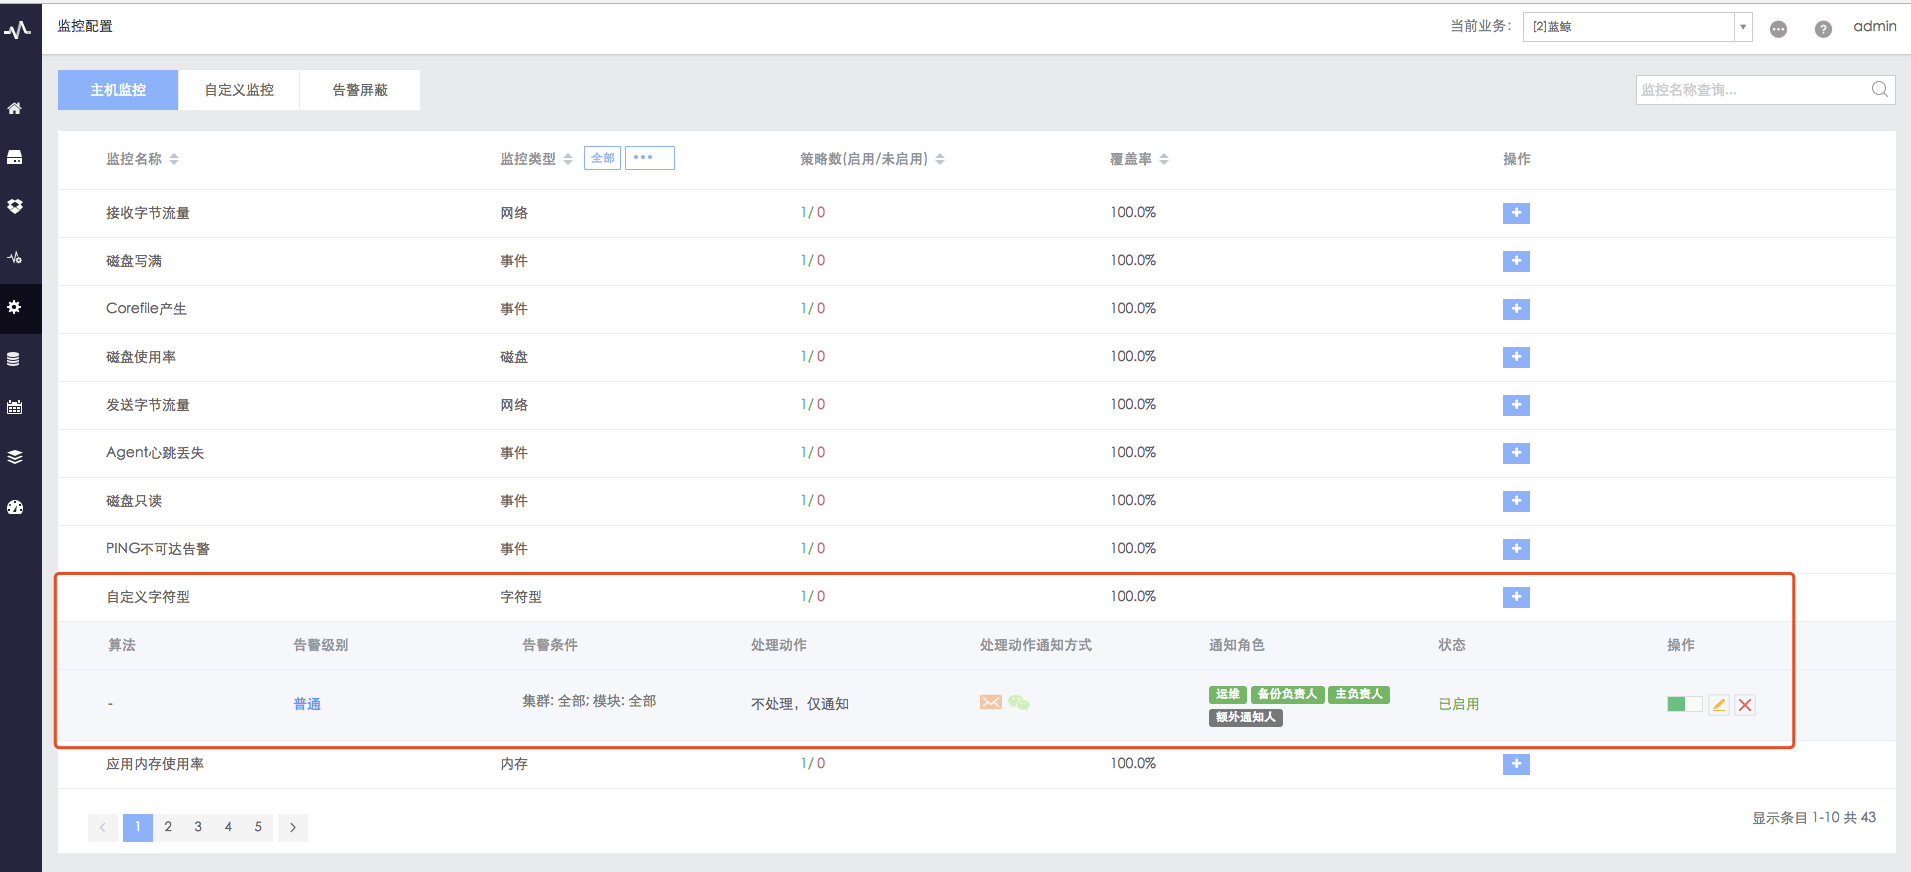 监控配置
当前业务： [2]蓝鲸 admin
主机监控 自定义监控 告警屏蔽 监控名称查询...
监控名称 监控类型 全部 策略数(启用/未启用) 覆盖率 操作
接收字节流量 网络 1/ 0 100.0%
磁盘写满 事件 1/ 0 100.0%
Corefile产生 事件 1/ 0 100.0%
磁盘使用率 磁盘 1/ 0 100.0%
发送字节流量 网络 1/ 0 100.0%
Agent心跳丢失 事件 1/ 0 100.0%
磁盘只读 事件 1/ 0 100.0%
PING不可达告警 事件 1/ 0 100.0%
自定义字符型 字符型 1/ 0 100.0%
算法 告警级别 告警条件 处理动作 处理动作通知方式 通知角色 状态 操作
- 普通 集群: 全部: 模块: 全部 不处理，仅通知 运维 备份负责人 主负责人 已启用
额外通知人
应用内存使用率 内存 1/ 0 100.0%
1 2 3 4 5
显示条目 1-10 共 43